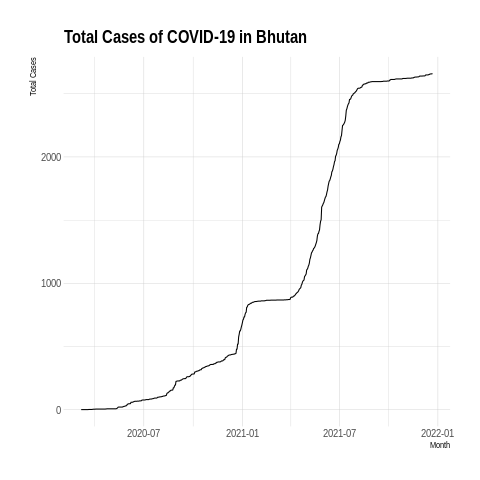 Total Cases of COVID-19 in Bhutan
Total Cases
2000
1000
0
2020-07 2021-01 2021-07 2022-01
Month